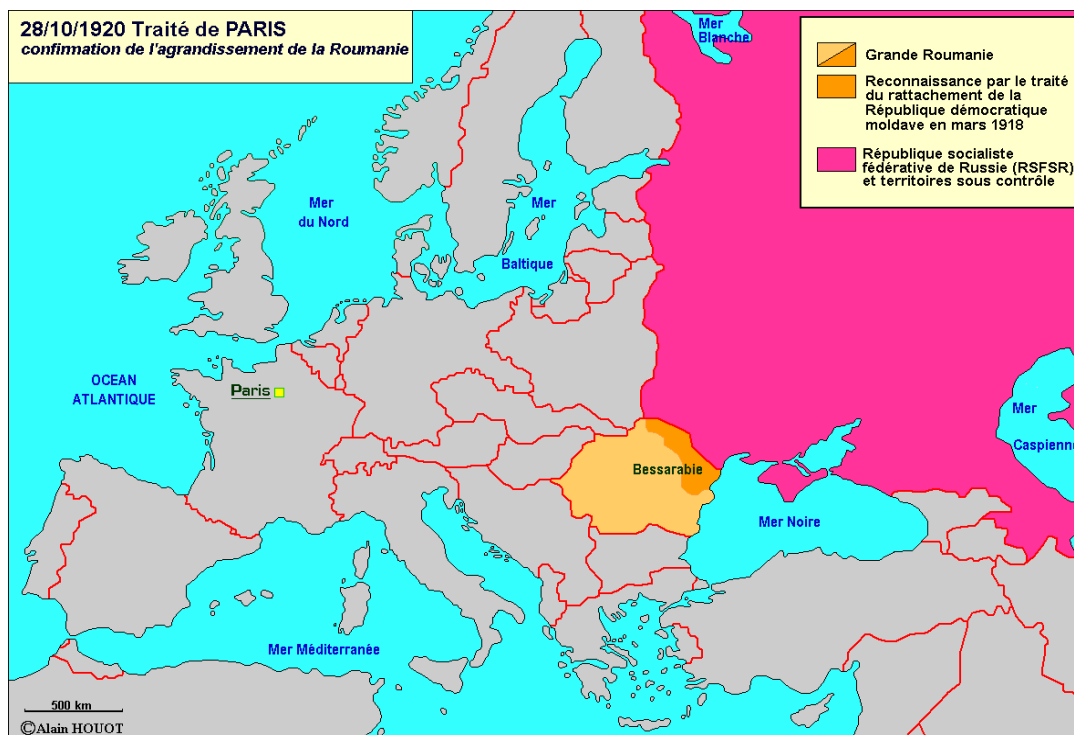 28/10/1920 Traité de PARIS
confirmation de l'agrandissement de la Roumanie
Mer
Blanche
Grande Roumanie
Reconnaissance par le traité
du rattachement de la
République démocratique
moldave en mars 1918
République socialiste
fédérative de Russie (RSFSR)
et territoires sous contrôle
Mer
du Nord
Mer
Baltique
OCEAN
ATLANTIQUE
Paris
Mer
Caspienne
Bessarabie
Mer Noire
Mer Méditerranée
500 km
©Alain HOUOT